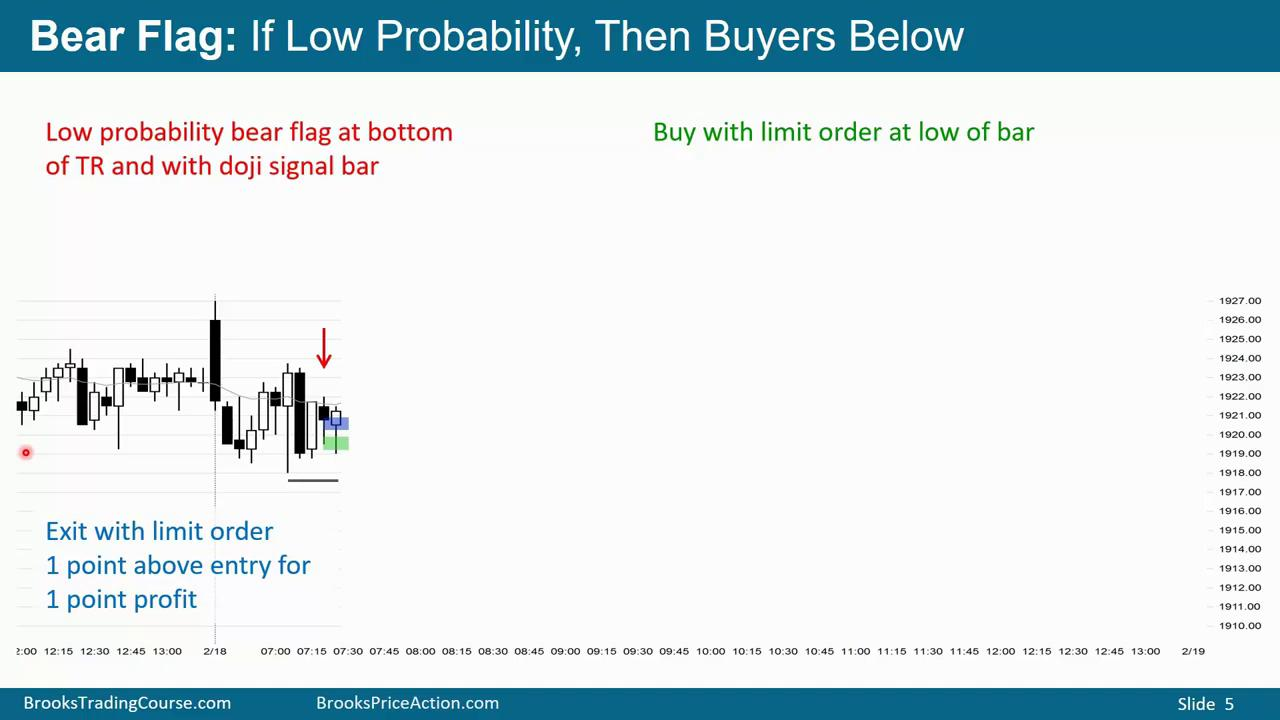 Bear Flag: If Low Probability, Then Buyers Below
Low probability bear flag at bottom
of TR and with doji signal bar
Buy with limit order at low of bar
1927.00
1926.00
1925.00
1924.00
1923.00
1922.00
1921.00
1920.00
1919.00
1918.00
1917.00
1916.00
1915.00
1914.00
1913.00
1912.00
1911.00
1910.00
Exit with limit order
1 point above entry for
1 point profit
2:00 12:15 12:30 12:45 13:00 2/18 07:00 07:15 07:30 07:45 08:00 08:15 08:30 08:45 09:00 09:15 09:30 09:45 10:00 10:15 10:30 10:45 11:00 11:15 11:30 11:45 12:00 12:15 12:30 12:45 13:00 2/19
BrooksTradingCourse.com BrooksPriceAction.com Slide 5